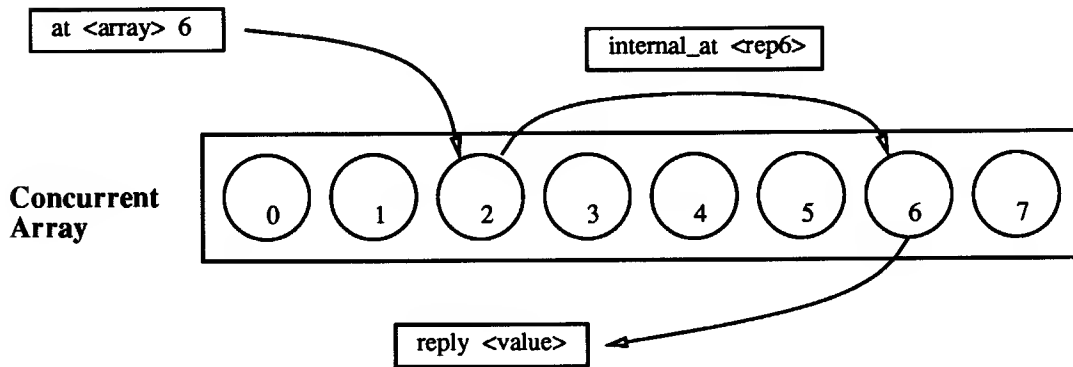 at <array> 6
internal_at <rep6>
Concurrent
Array
0 1 2 3 4 5 6 7
reply <value>